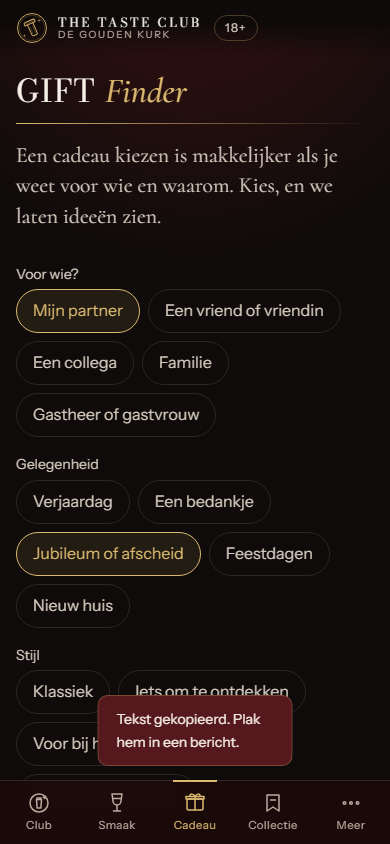 THE TASTE CLUB
DE GOUDEN KURK
18+
GIFT Finder
Een cadeau kiezen is makkelijker als je
weet voor wie en waarom. Kies, en we
laten ideeën zien.
Voor wie?
Mijn partner
Een vriend of vriendin
Een collega
Familie
Gastheer of gastvrouw
Gelegenheid
Verjaardag
Een bedankje
Jubileum of afscheid
Feestdagen
Nieuw huis
Stijl
Klassiek
Iets om te ontdekken
Voor bij
Tekst gekopieerd. Plak
hem in een bericht.
Club
Smaak
Cadeau
Collectie
Meer